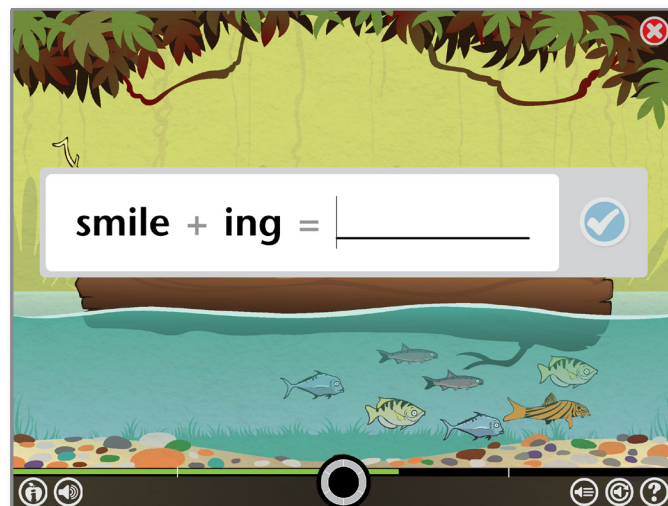 smile + ing =